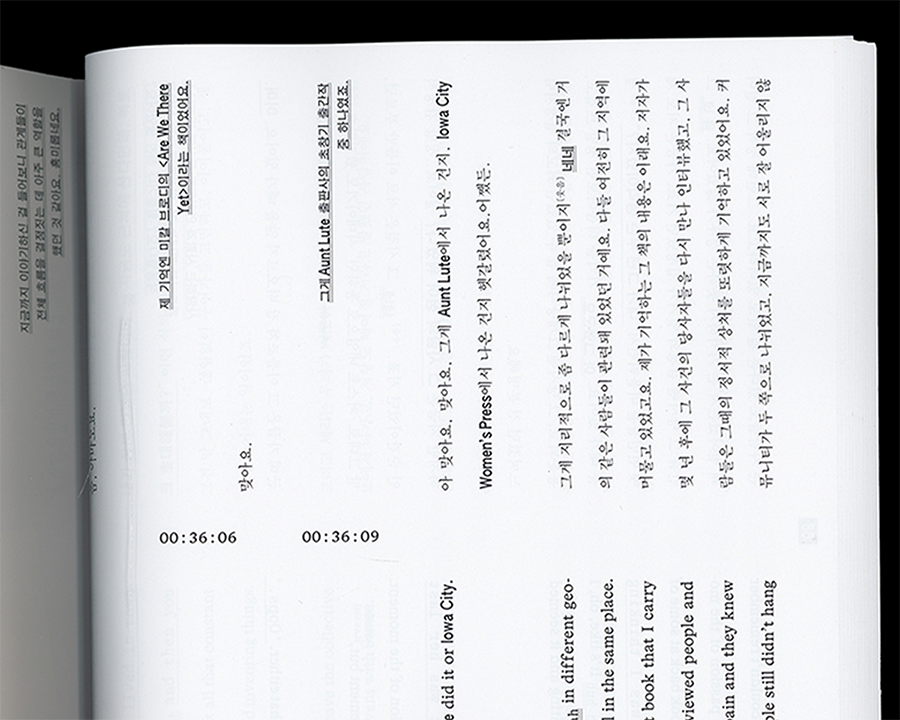 지금까지 이야기하신 걸 들어보니 관계들이
전체 흐름을 결정짓는 데 아주 큰 역할을
했던 것 같아요. 흥미롭네요.
제 기억엔 미칼 브로디의 <Are We There
Yet>이라는 책이었어요.
맞아요.
그게 Aunt Lute 출판사의 초창기 출간작
중 하나였죠.
아 맞아요. 맞아요. 그게 Aunt Lute에서 나온 건지, Iowa City
Women's Press에서 나온 건지 헷갈렸어요. 어쨌든.
그게 지리적으로 좀 다르게 나뉘었을 뿐이지(웃음) 네네 결국엔 거
의 같은 사람들이 관련돼 있었던 거예요. 다들 여전히 그 지역에
머물고 있었고요. 제가 기억하는 그 책의 내용은 이래요. 저자가
몇 년 후에 그 사건의 당사자들을 다시 만나 인터뷰했고, 그 사
람들은 그때의 정서적 상처를 또렷하게 기억하고 있었어요. 커
뮤니티가 두 쪽으로 나뉘었고, 지금까지도 서로 잘 어울리지 않
00:36:06
00:36:09
e did it or Iowa City.
ah in different geo-
l in the same place.
t book that I carry
viewed people and
ain and they knew
ple still didn't hang